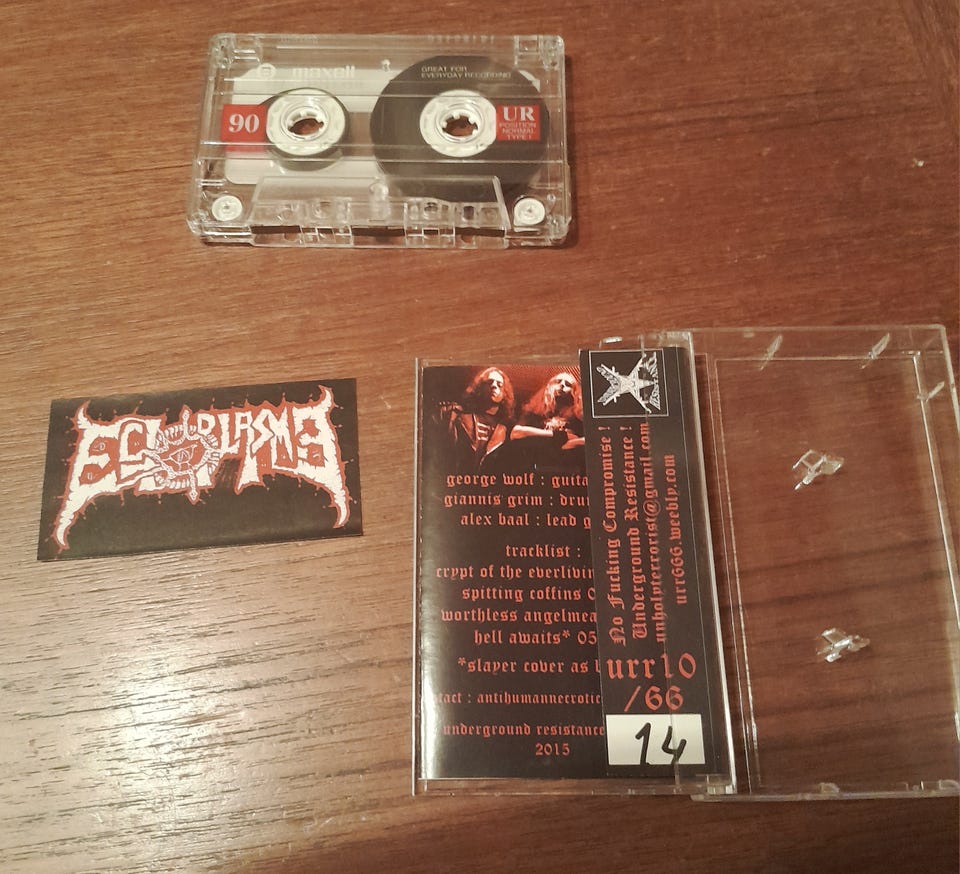 maxell
GREAT FOR
EVERYDAY RECORDING
90
UR
POSITION
NORMAL
TYPE I
ECTOPLASMA
george wolf : guita
giannis grim : dru
alex baal : lead g
tracklist :
crypt of the everlivin
spitting coffins 0
worthless angelmea
hell awaits* 05
*slayer cover as b
tact : antihumannecrotic
underground resistance
2015
No Fucking Compromise !
Underground Resistance !
unholyterrorist@gmail.com
urr666.weebly.com
urr10
/66
14